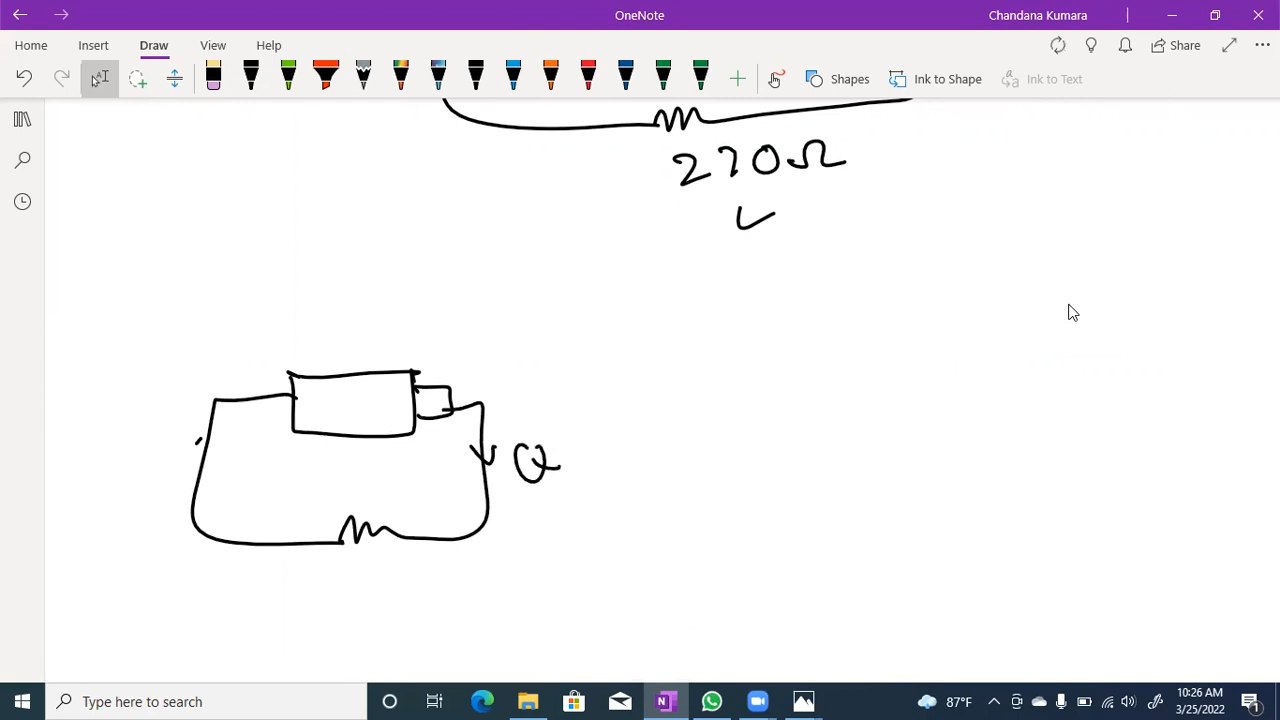 OneNote
Chandana Kumara
Home Insert Draw View Help
Share
Shapes
Ink to Shape
Ink to Text
270Ω
Q
Type here to search
87°F
10:26 AM
3/25/2022